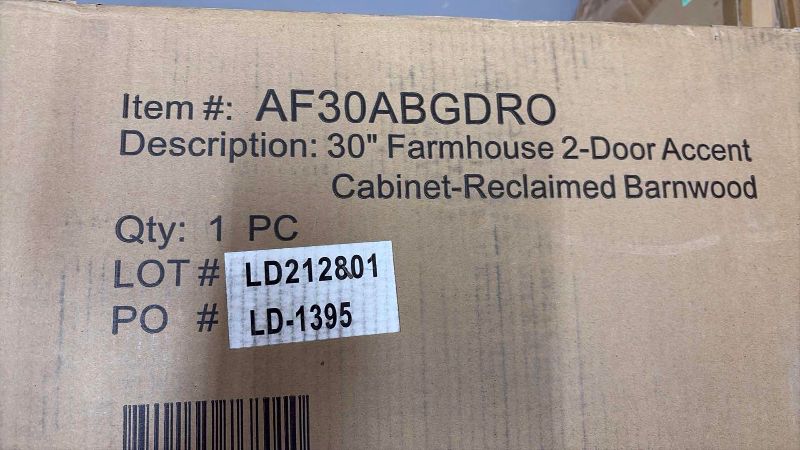 Item #: AF30ABGDRO
Description: 30" Farmhouse 2-Door Accent
Cabinet-Reclaimed Barnwood
Qty: 1 PC
LOT # LD212801
PO # LD-1395